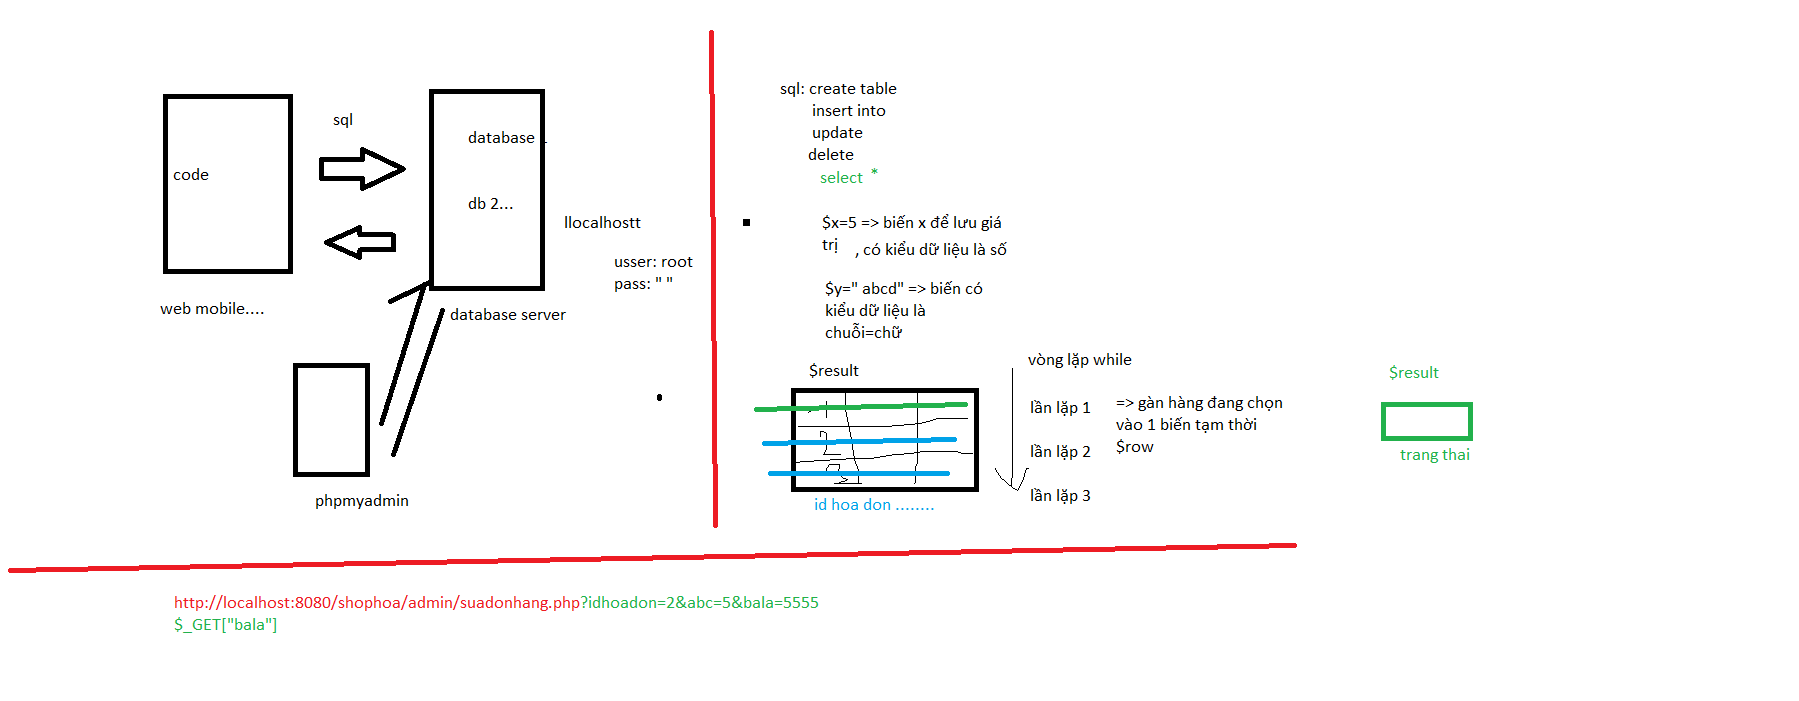 sql
code
database .
db 2...
llocalhostt
usser: root
pass: " "
web mobile....
database server
phpmyadmin
sql: create table
insert into
update
delete
select *
$x=5 => biến x để lưu giá
trị , có kiểu dữ liệu là số
$y=" abcd" => biến có
kiểu dữ liệu là
chuỗi=chữ
$result
1
2
3
id hoa don ........
vòng lặp while
lần lặp 1
lần lặp 2
lần lặp 3
=> gàn hàng đang chọn
vào 1 biến tạm thời
$row
$result
trang thai
http://localhost:8080/shophoa/admin/suadonhang.php?idhoadon=2&abc=5&bala=5555
$_GET["bala"]